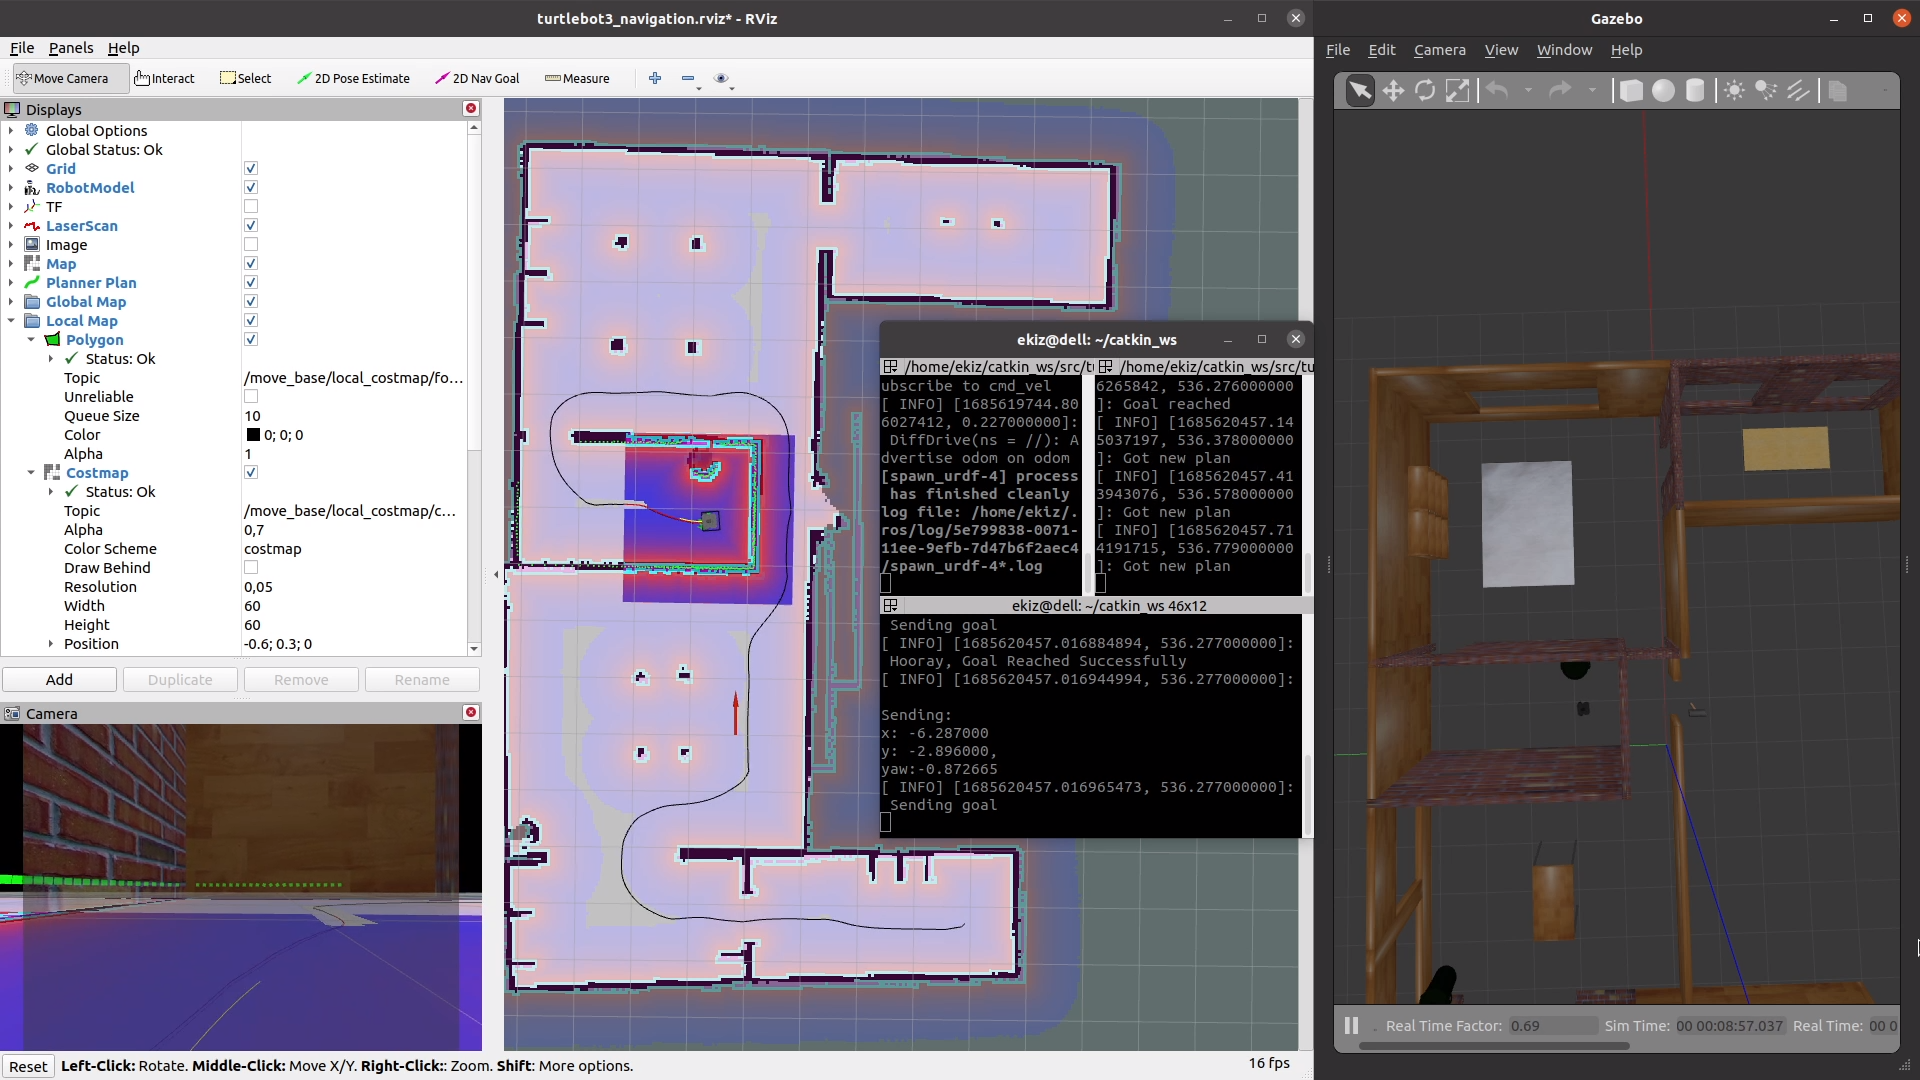 turtlebot3_navigation.rviz* - RViz
File Panels Help
Move Camera Interact Select 2D Pose Estimate 2D Nav Goal Measure
Displays
Global Options
Global Status: Ok
Grid
RobotModel
TF
LaserScan
Image
Map
Planner Plan
Global Map
Local Map
Polygon
Status: Ok
Topic /move_base/local_costmap/fo...
Unreliable
Queue Size 10
Color 0; 0; 0
Alpha 1
Costmap
Status: Ok
Topic /move_base/local_costmap/c...
Alpha 0,7
Color Scheme costmap
Draw Behind
Resolution 0,05
Width 60
Height 60
Position -0.6; 0.3; 0
Add Duplicate Remove Rename
Camera
Reset Left-Click: Rotate. Middle-Click: Move X/Y. Right-Click:: Zoom. Shift: More options.
16 fps
ekiz@dell: ~/catkin_ws
/home/ekiz/catkin_ws/src/tu
ubscribe to cmd_vel
[ INFO] [1685619744.80
6027412, 0.227000000]:
DiffDrive(ns = //): A
dvertise odom on odom
[spawn_urdf-4] process
has finished cleanly
log file: /home/ekiz/.
ros/log/5e799838-0071-
11ee-9efb-7d47b6f2aec4
/spawn_urdf-4*.log
/home/ekiz/catkin_ws/src/tu
6265842, 536.276000000
]: Goal reached
[ INFO] [1685620457.14
5037197, 536.378000000
]: Got new plan
[ INFO] [1685620457.41
3943076, 536.578000000
]: Got new plan
[ INFO] [1685620457.71
4191715, 536.779000000
]: Got new plan
ekiz@dell: ~/catkin_ws 46x12
Sending goal
[ INFO] [1685620457.016884894, 536.277000000]:
Hooray, Goal Reached Successfully
[ INFO] [1685620457.016944994, 536.277000000]:
Sending:
x: -6.287000
y: -2.896000,
yaw:-0.872665
[ INFO] [1685620457.016965473, 536.277000000]:
Sending goal
Gazebo
File Edit Camera View Window Help
Real Time Factor: 0.69 Sim Time: 00 00:08:57.037 Real Time: 00 0